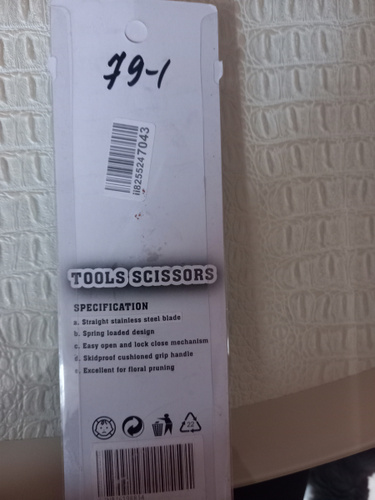 79-1
TOOLS SCISSORS
SPECIFICATION
a. Straight stainless steel blade
b. Spring loaded design
c. Easy open and lock close mechanism
d. Skidproof cushioned grip handle
e. Excellent for floral pruning
22